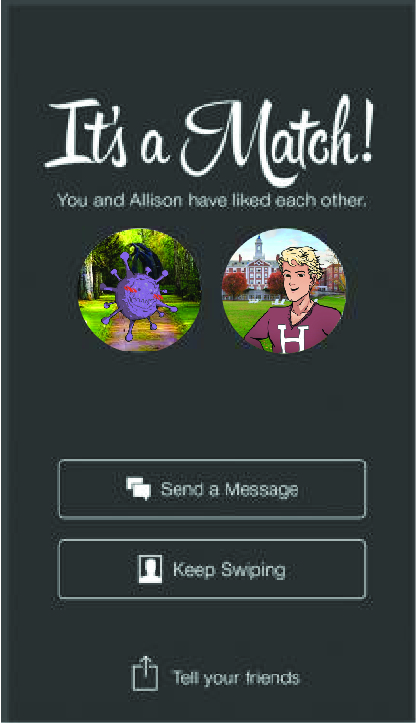 It's a Match!
You and Allison have liked each other.
H
Send a Message
Keep Swiping
Tell your friends